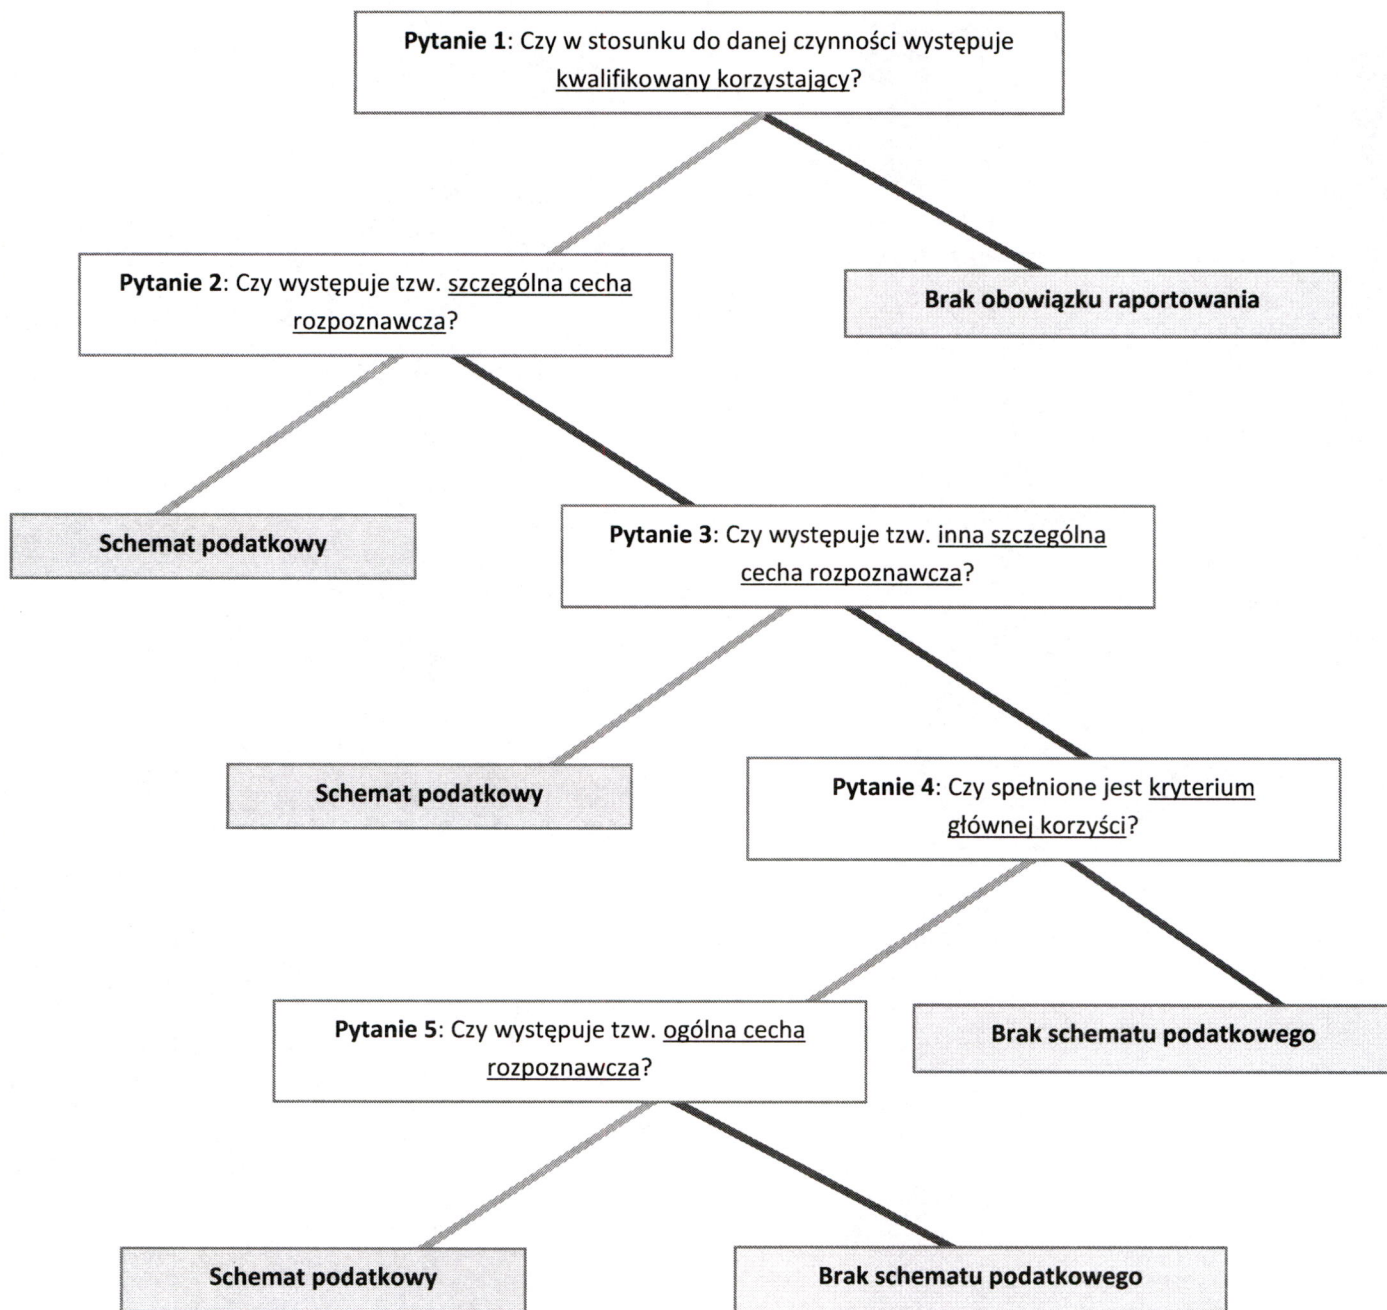 Pytanie 1: Czy w stosunku do danej czynności występuje
kwalifikowany korzystający?
Pytanie 2: Czy występuje tzw. szczególna cecha
rozpoznawcza?
Brak obowiązku raportowania
Schemat podatkowy
Pytanie 3: Czy występuje tzw. inna szczególna
cecha rozpoznawcza?
Schemat podatkowy
Pytanie 4: Czy spełnione jest kryterium
głównej korzyści?
Pytanie 5: Czy występuje tzw. ogólna cecha
rozpoznawcza?
Brak schematu podatkowego
Schemat podatkowy
Brak schematu podatkowego